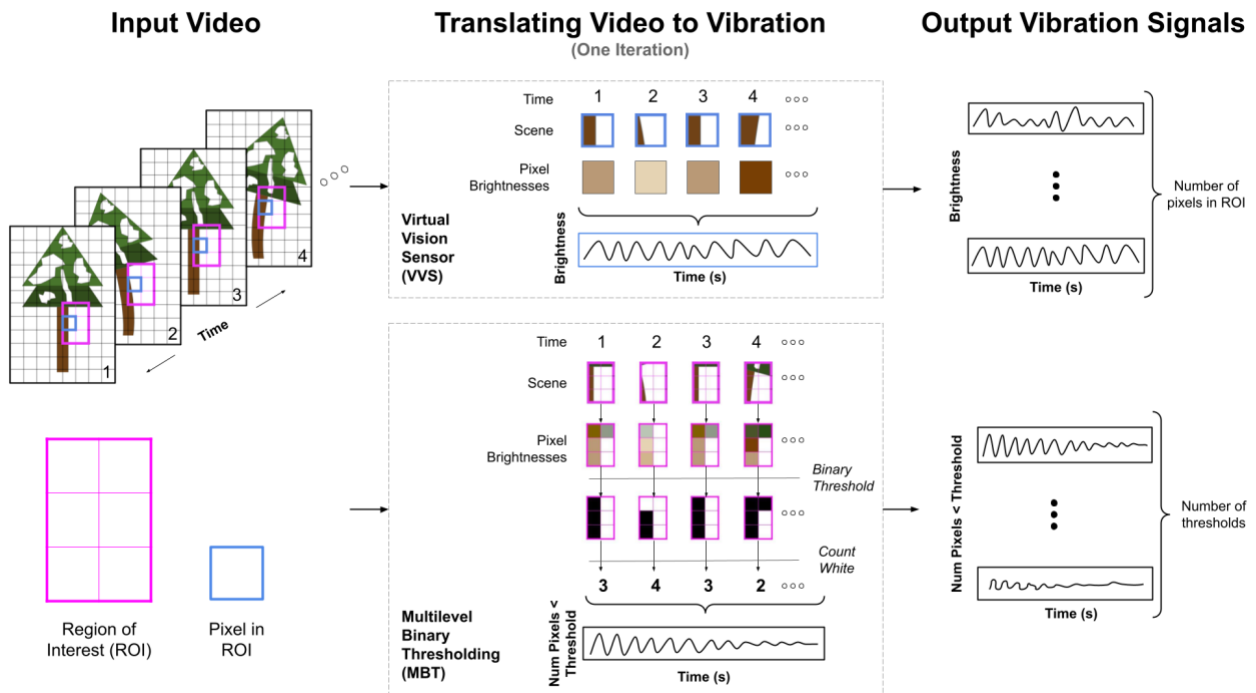 Input Video
Translating Video to Vibration
(One Iteration)
Output Vibration Signals
1
2
3
4
Time
Region of
Interest (ROI)
Pixel in
ROI
Time
1 2 3 4
Scene
Pixel
Brightnesses
Virtual
Vision
Sensor
(VVS)
Brightness
Time (s)
Time
1 2 3 4
Scene
Pixel
Brightnesses
Binary
Threshold
Count
White
3 4 3 2
Multilevel
Binary
Thresholding
(MBT)
Num Pixels <
Threshold
Time (s)
Brightness
Time (s)
Number of
pixels in ROI
Num Pixels < Threshold
Time (s)
Number of
thresholds